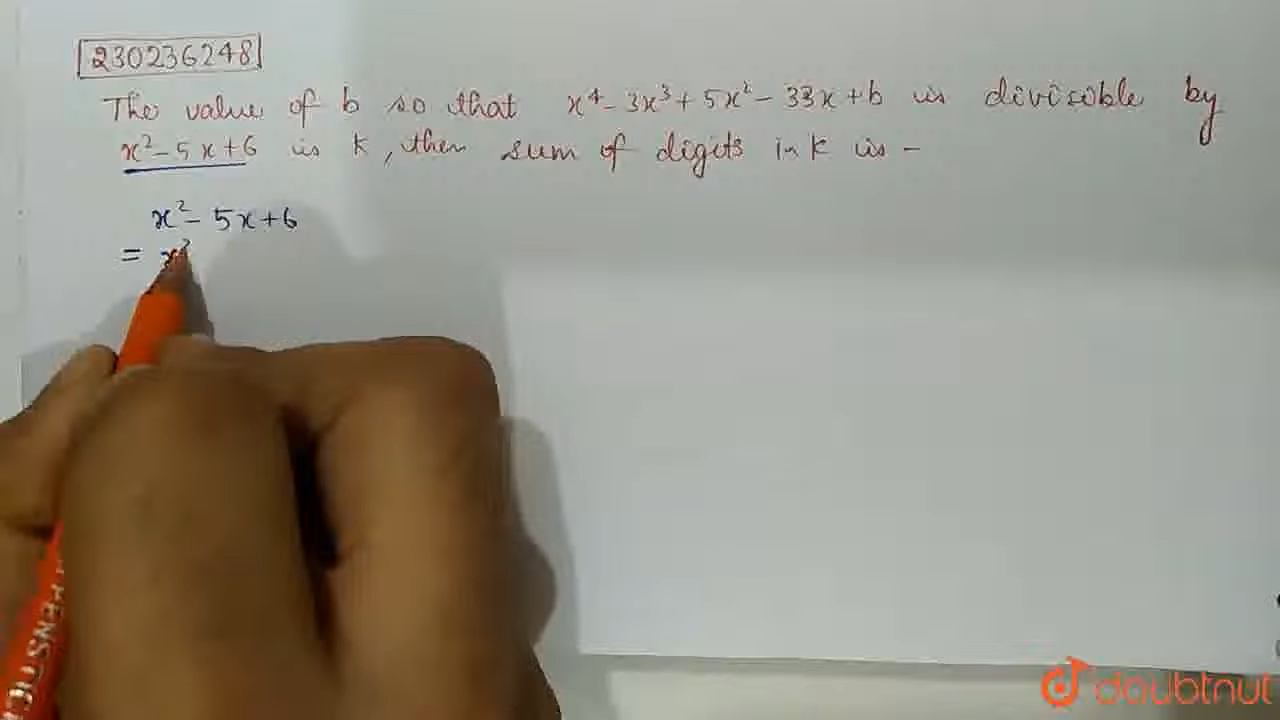 230236248
The value of b so that x⁴- 3x³+ 5x²- 33x+b is divisible by
x²-5x+6 is k, then sum of digits in k is -
x²- 5x+6
= x²
doubtnut